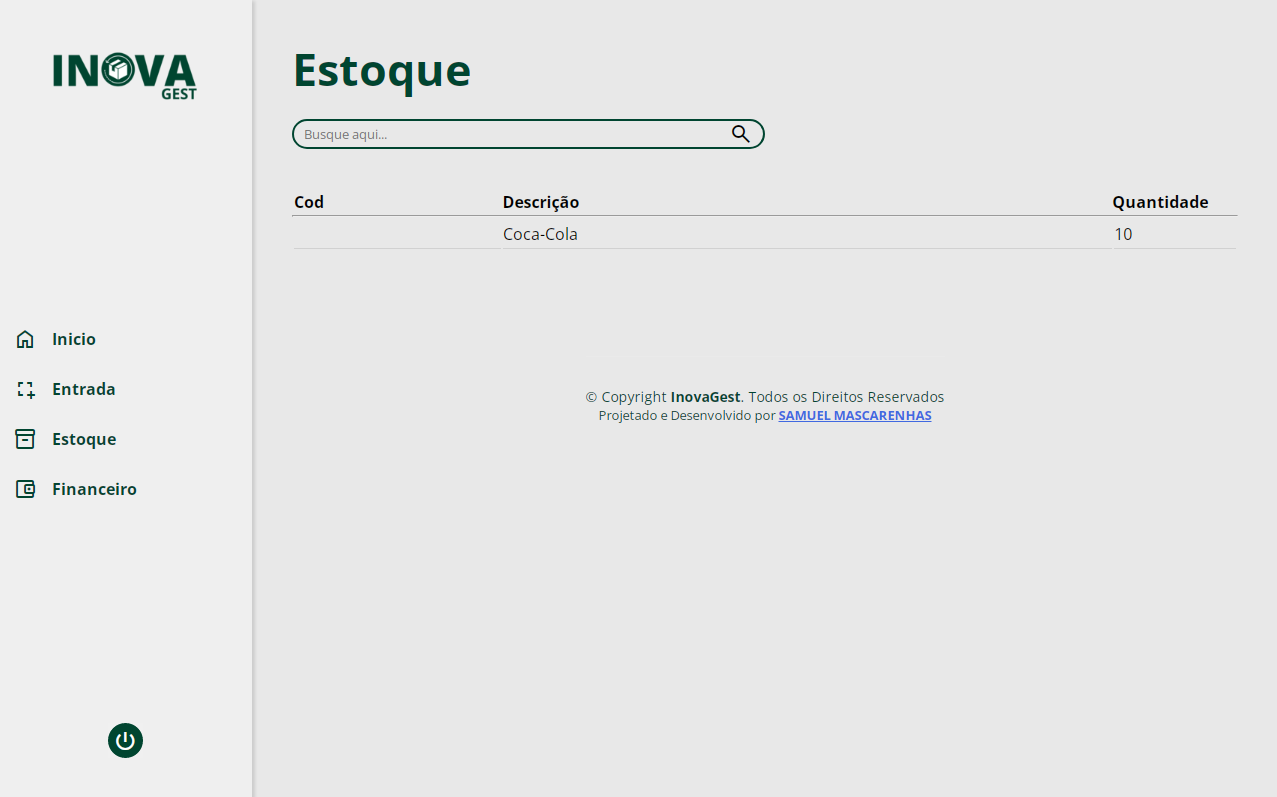 INOVA
GEST
Estoque
Busque aqui...
Cod Descrição Quantidade
Coca-Cola 10
Inicio
Entrada
Estoque
Financeiro
© Copyright InovaGest. Todos os Direitos Reservados
Projetado e Desenvolvido por SAMUEL MASCARENHAS